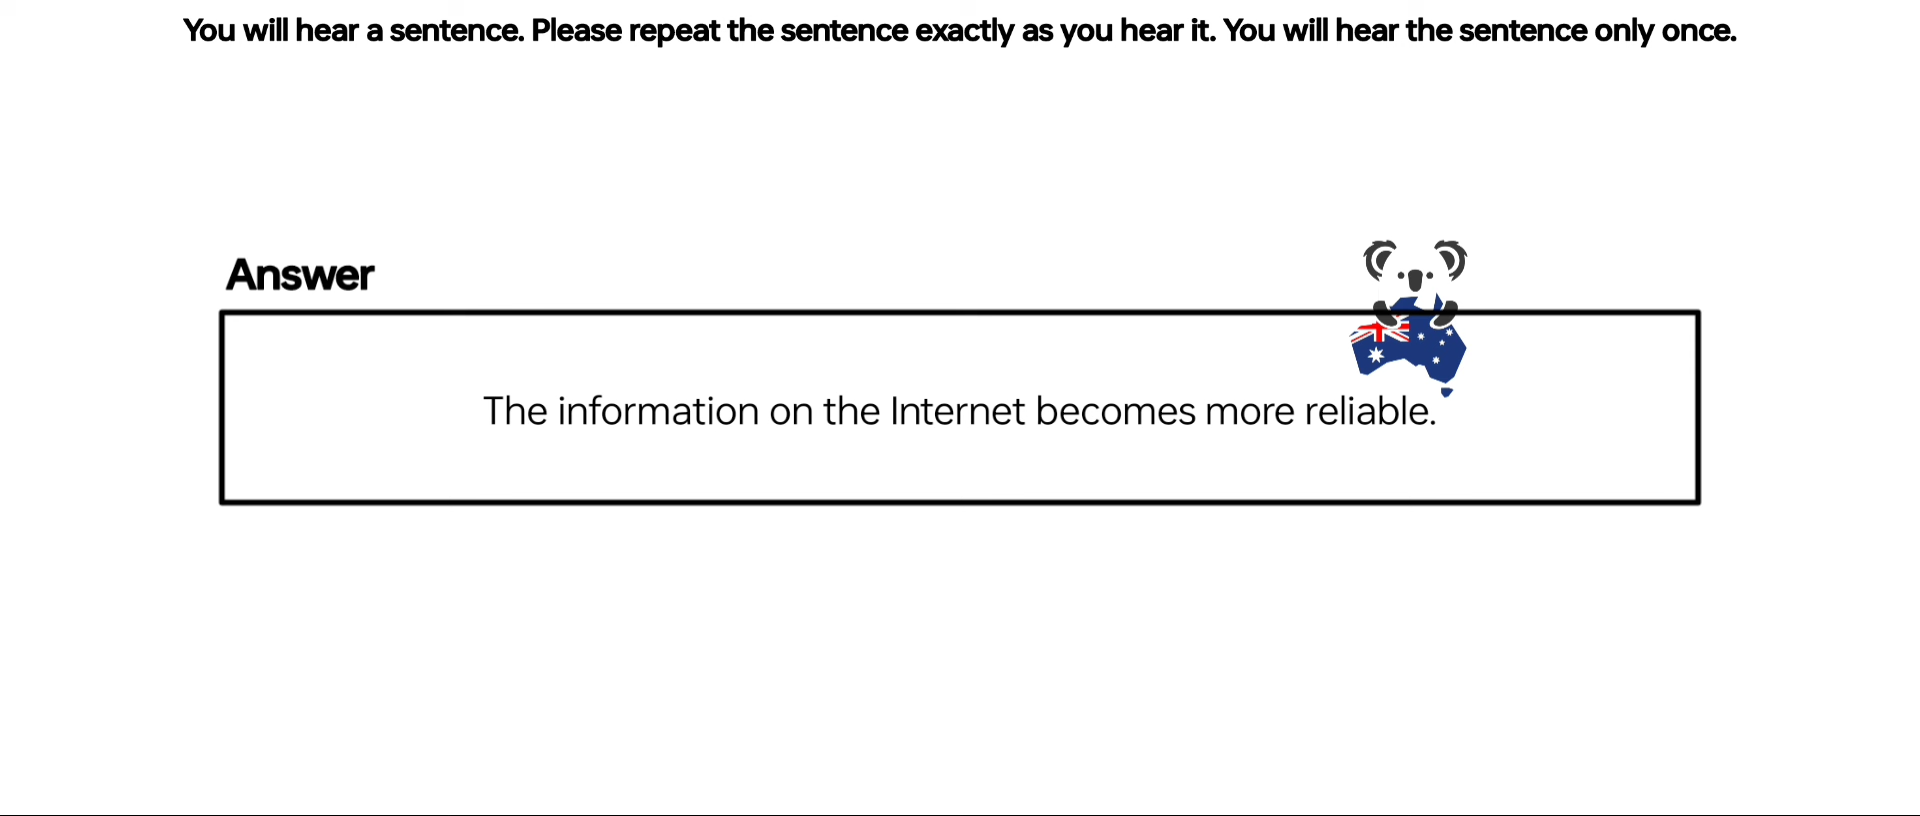 You will hear a sentence. Please repeat the sentence exactly as you hear it. You will hear the sentence only once.
Answer
The information on the Internet becomes more reliable.